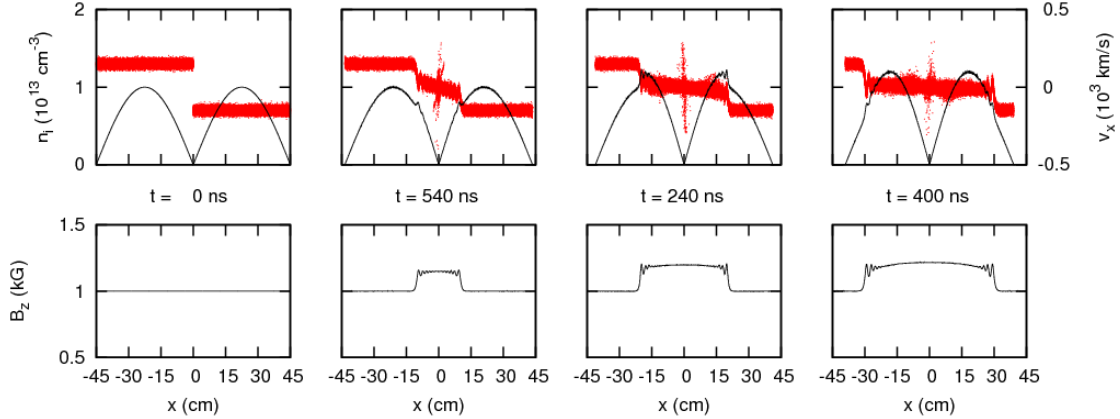 n_i (10^13 cm^-3)
2
1
0
0.5
0
-0.5
v_x (10^3 km/s)
t = 0 ns
t = 540 ns
t = 240 ns
t = 400 ns
B_z (kG)
1.5
1
0.5
-45 -30 -15 0 15 30 45
-45 -30 -15 0 15 30 45
-45 -30 -15 0 15 30 45
-45 -30 -15 0 15 30 45
x (cm)
x (cm)
x (cm)
x (cm)